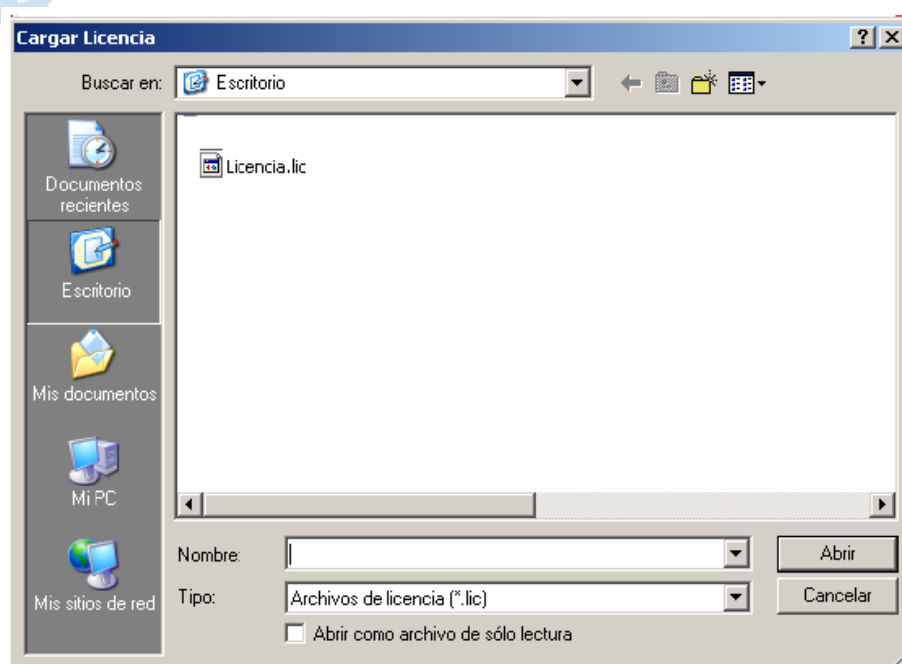 Cargar Licencia
Buscar en:
Escritorio
Documentos
recientes
Escritorio
Mis documentos
Mi PC
Mis sitios de red
Licencia.lic
Nombre:
Abrir
Tipo:
Archivos de licencia (*.lic)
Cancelar
Abrir como archivo de sólo lectura